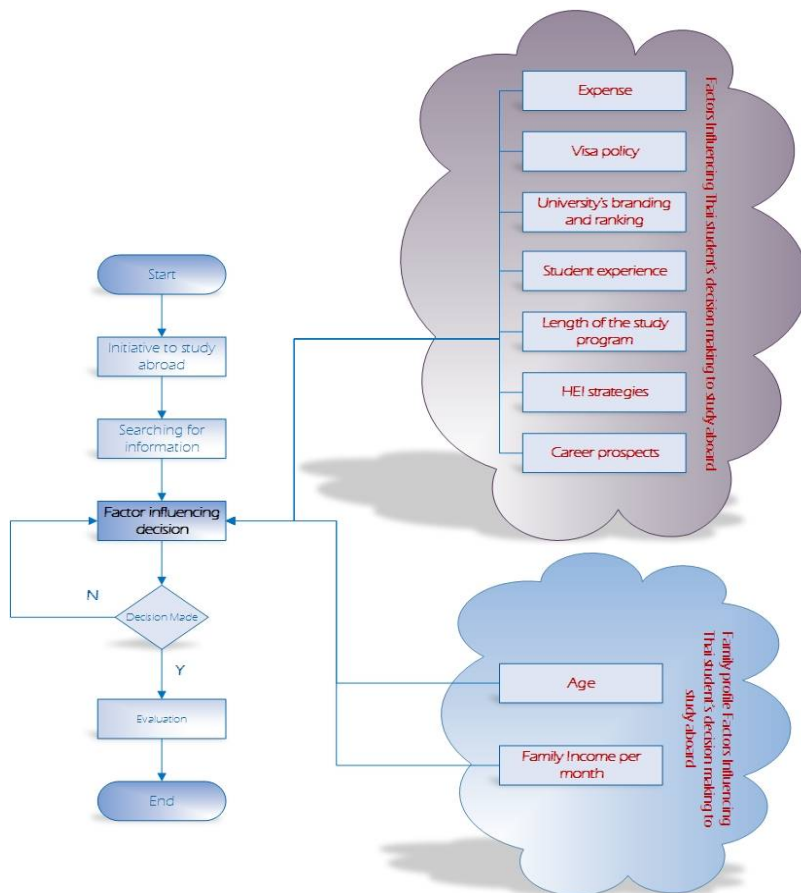 Start
Initiative to study
abroad
Searching for
information
Factor influencing
decision
N
Decision Made
Y
Evaluation
End
Expense
Visa policy
University's branding
and ranking
Student experience
Length of the study
program
HEI strategies
Career prospects
Factors Influencing Thai student's decision making to study aboard
Age
Family Income per
month
Family profile Factors Influencing
Thai student's decision making to
study aboard